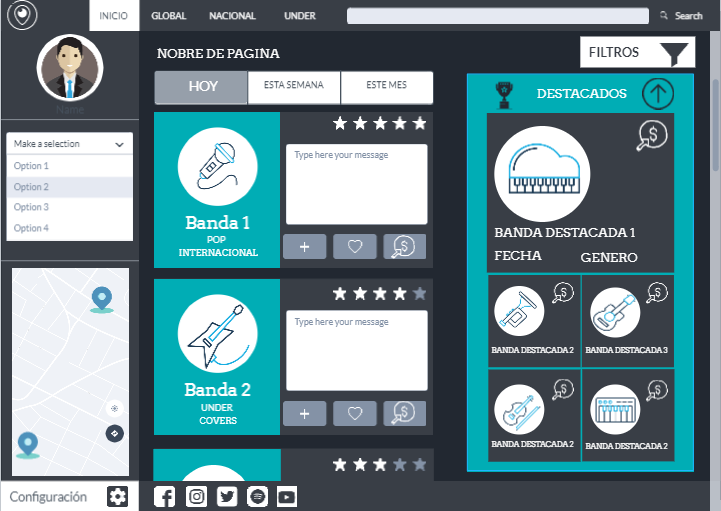 INICIO GLOBAL NACIONAL UNDER Search
Name
Make a selection
Option 1
Option 2
Option 3
Option 4
Configuración
NOBRE DE PAGINA
FILTROS
HOY ESTA SEMANA ESTE MES
Banda 1
POP
INTERNACIONAL
Type here your message
Banda 2
UNDER
COVERS
Type here your message
DESTACADOS
BANDA DESTACADA 1
FECHA GENERO
BANDA DESTACADA 2 BANDA DESTACADA 3
BANDA DESTACADA 2 BANDA DESTACADA 2